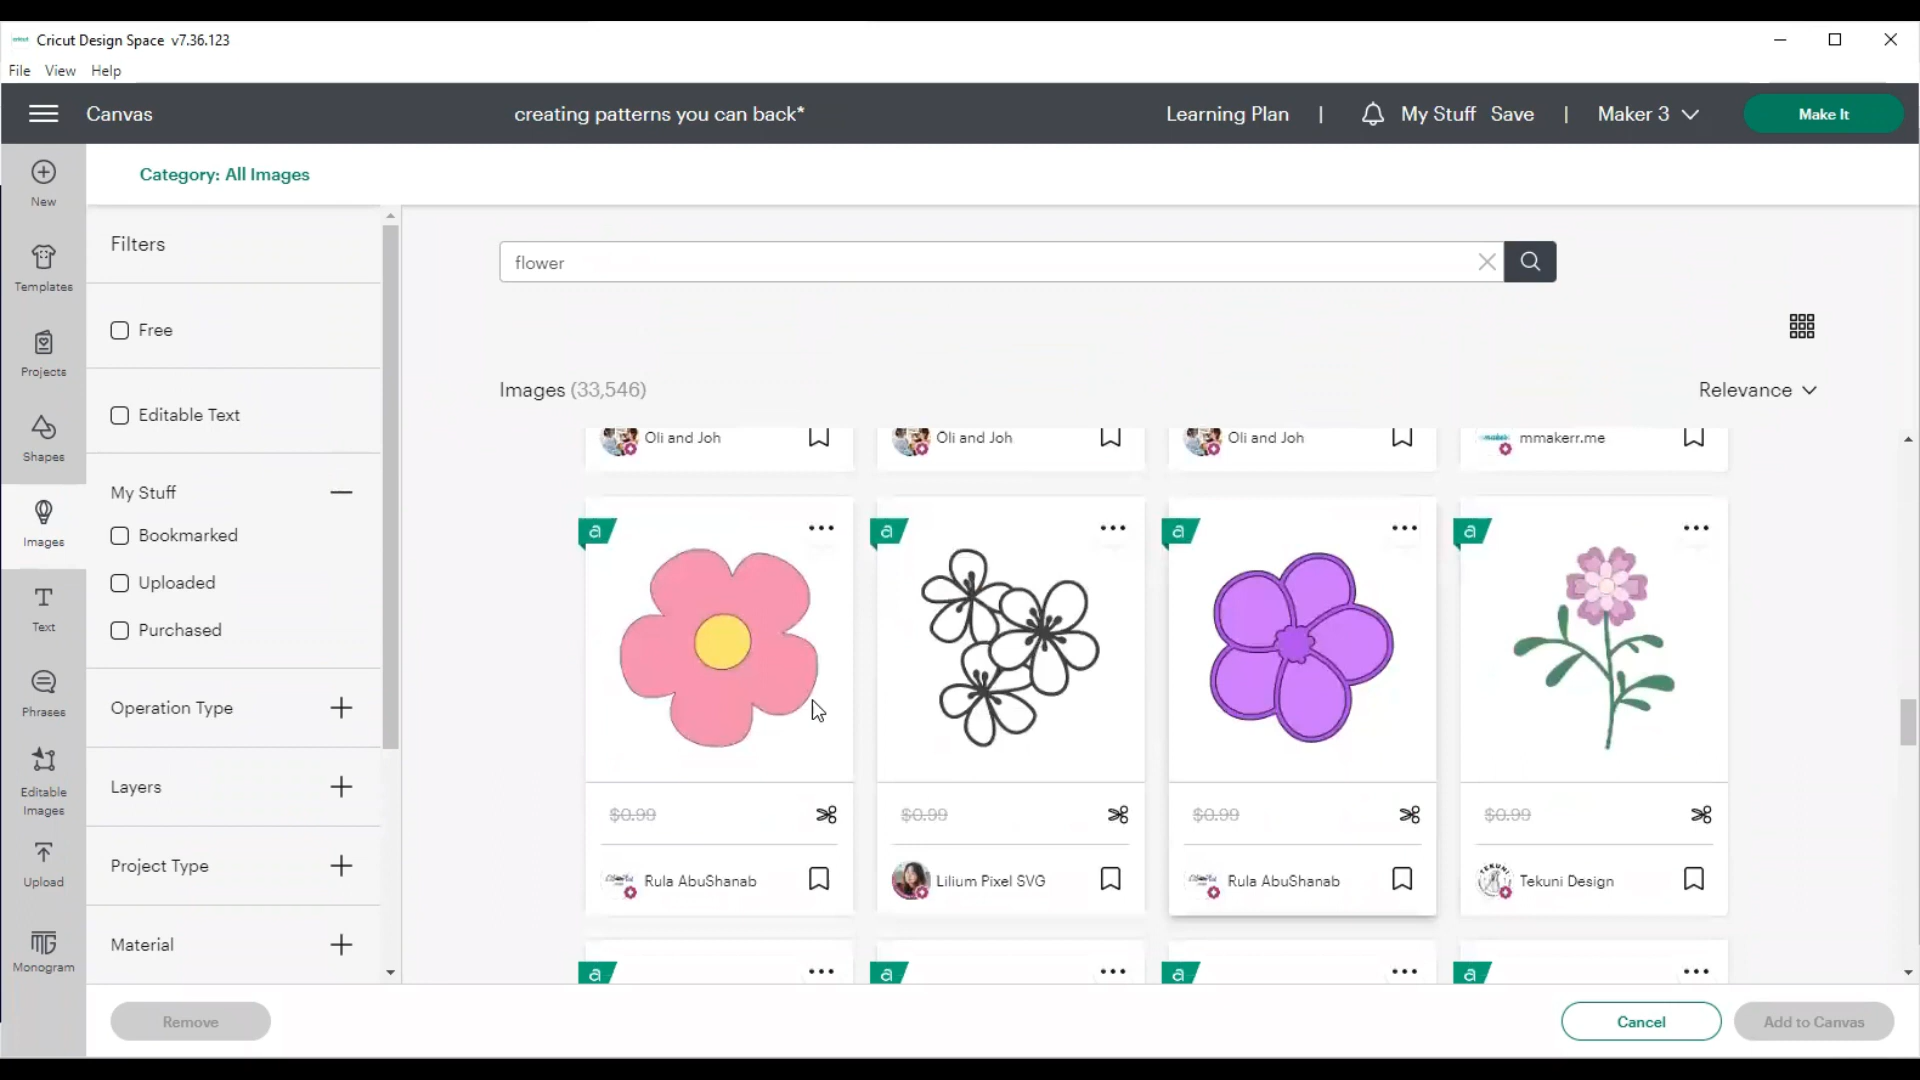 cricut Cricut Design Space v7.36.123
File View Help
Canvas creating patterns you can back* Learning Plan | My Stuff Save | Maker 3 Make It
New
Templates
Projects
Shapes
Images
Text
Phrases
Editable
Images
Upload
Monogram
Category: All Images
Filters
Free
Editable Text
My Stuff
Bookmarked
Uploaded
Purchased
Operation Type
Layers
Project Type
Material
flower
Images (33,546) Relevance
Oli and Joh Oli and Joh Oli and Joh mmakerr.me
a a a a
$0.99 $0.99 $0.99 $0.99
Rula AbuShanab Lilium Pixel SVG Rula AbuShanab TEKUNI Tekuni Design
a a a a
Remove Cancel Add to Canvas